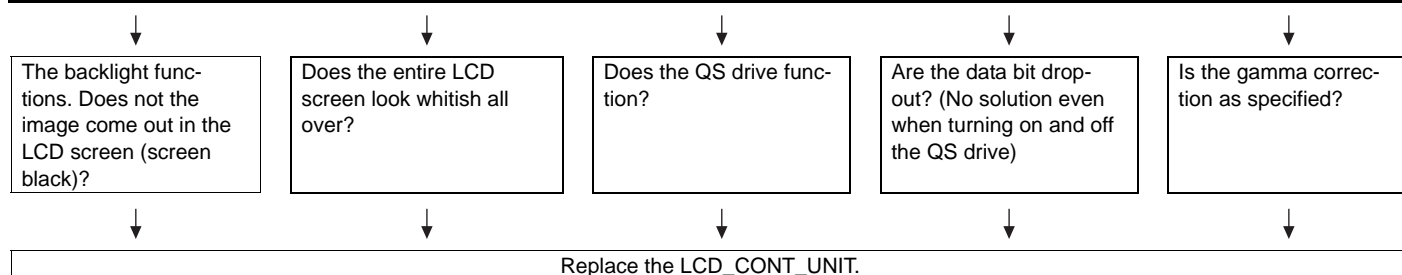 The backlight func-
tions. Does not the
image come out in the
LCD screen (screen
black)?
Does the entire LCD
screen look whitish all
over?
Does the QS drive func-
tion?
Are the data bit drop-
out? (No solution even
when turning on and off
the QS drive)
Is the gamma correc-
tion as specified?
Replace the LCD_CONT_UNIT.